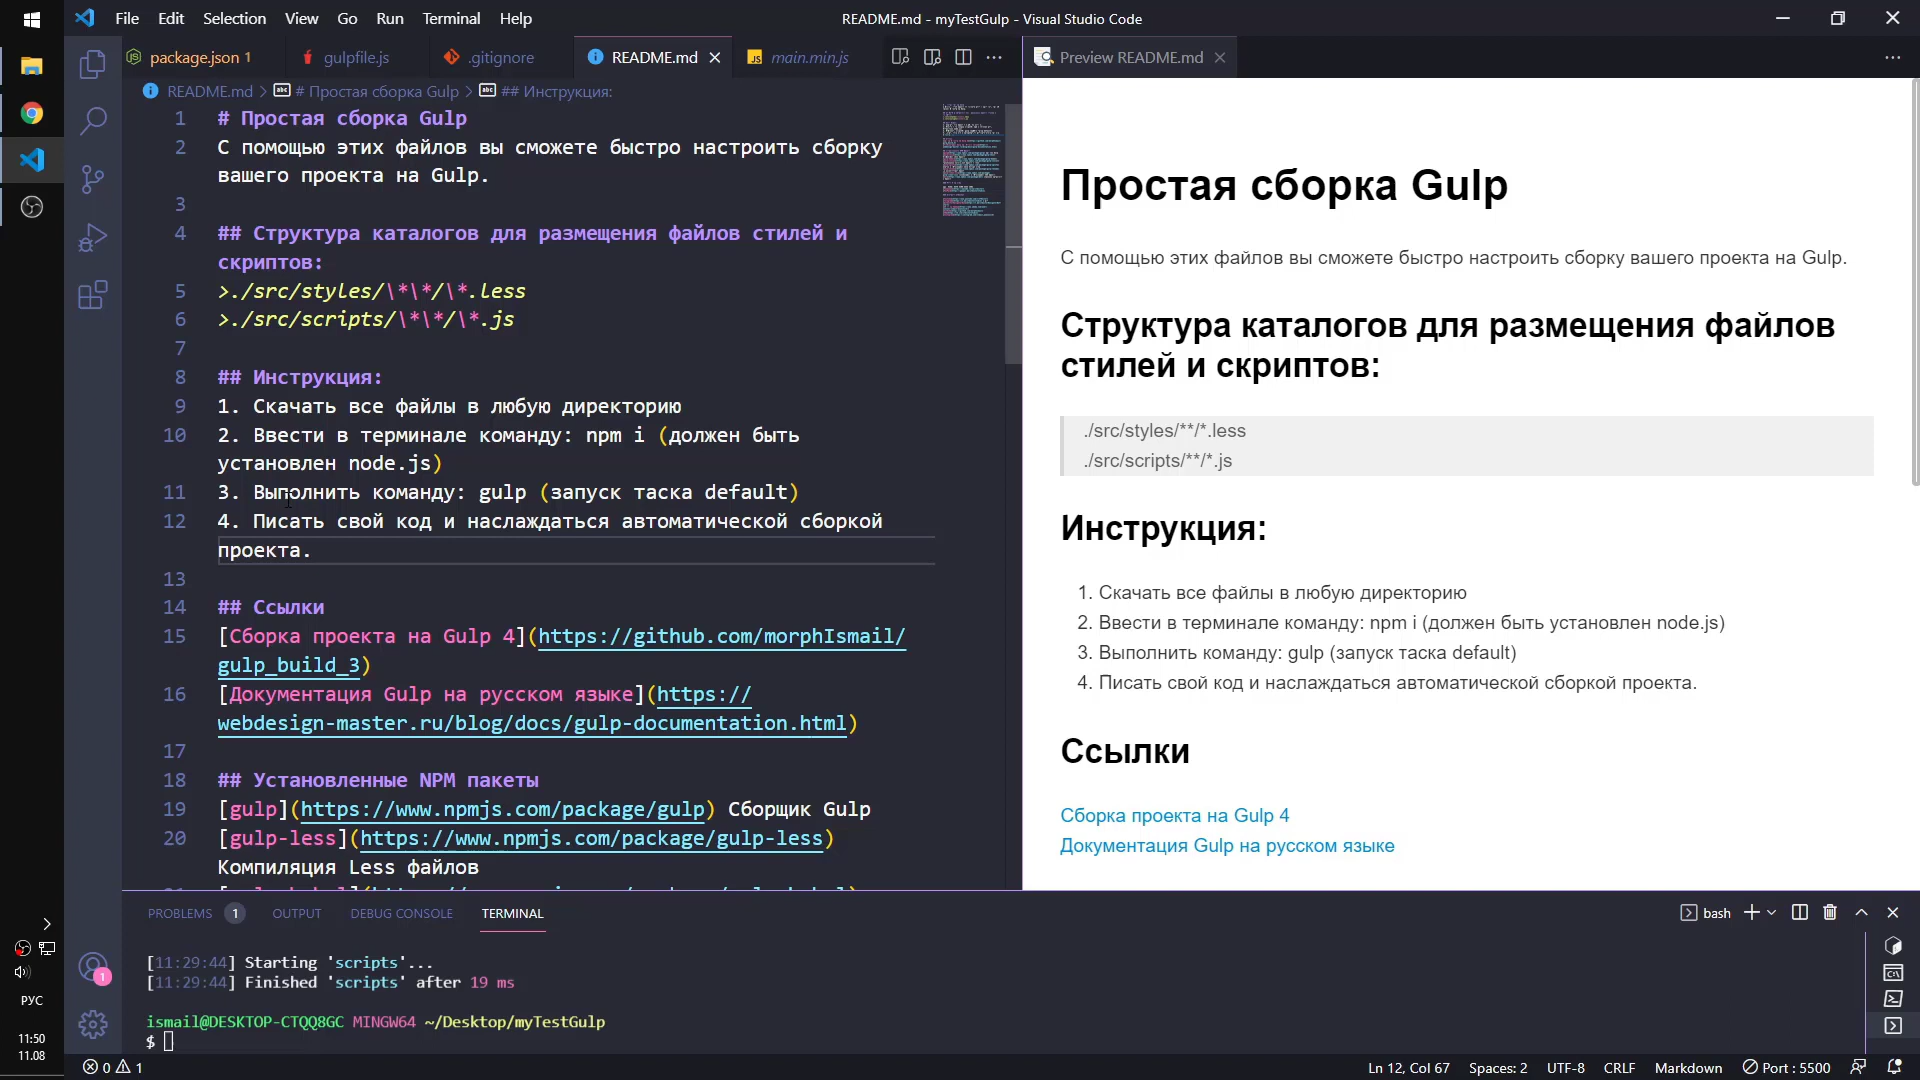 File Edit Selection View Go Run Terminal Help
README.md - myTestGulp - Visual Studio Code
package.json 1
gulpfile.js
.gitignore
README.md
main.min.js
Preview README.md
README.md > # Простая сборка Gulp > ## Инструкция:
1 # Простая сборка Gulp
2 С помощью этих файлов вы сможете быстро настроить сборку
вашего проекта на Gulp.
3
4 ## Структура каталогов для размещения файлов стилей и
скриптов:
5 >./src/styles/\*\*/\*.less
6 >./src/scripts/\*\*/\*.js
7
8 ## Инструкция:
9 1. Скачать все файлы в любую директорию
10 2. Ввести в терминале команду: npm i (должен быть
установлен node.js)
11 3. Выполнить команду: gulp (запуск таска default)
12 4. Писать свой код и наслаждаться автоматической сборкой
проекта.
13
14 ## Ссылки
15 [Сборка проекта на Gulp 4](https://github.com/morphIsmail/
gulp_build_3)
16 [Документация Gulp на русском языке](https://
webdesign-master.ru/blog/docs/gulp-documentation.html)
17
18 ## Установленные NPM пакеты
19 [gulp](https://www.npmjs.com/package/gulp) Сборщик Gulp
20 [gulp-less](https://www.npmjs.com/package/gulp-less)
Компиляция Less файлов
Простая сборка Gulp
С помощью этих файлов вы сможете быстро настроить сборку вашего проекта на Gulp.
Структура каталогов для размещения файлов
стилей и скриптов:
./src/styles/**/*.less
./src/scripts/**/*.js
Инструкция:
1. Скачать все файлы в любую директорию
2. Ввести в терминале команду: npm i (должен быть установлен node.js)
3. Выполнить команду: gulp (запуск таска default)
4. Писать свой код и наслаждаться автоматической сборкой проекта.
Ссылки
Сборка проекта на Gulp 4
Документация Gulp на русском языке
PROBLEMS 1 OUTPUT DEBUG CONSOLE TERMINAL
bash
[11:29:44] Starting 'scripts'...
[11:29:44] Finished 'scripts' after 19 ms
ismail@DESKTOP-CTQQ8GC MINGW64 ~/Desktop/myTestGulp
$
1
РУС
11:50
11.08
0 1
Ln 12, Col 67 Spaces: 2 UTF-8 CRLF Markdown Port : 5500